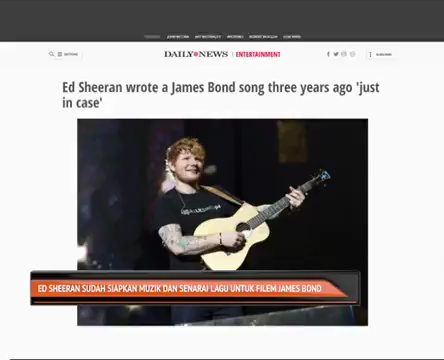 DAILY NEWS | ENTERTAINMENT
Ed Sheeran wrote a James Bond song three years ago 'just
in case'
ED SHEERAN SUDAH SIAPKAN MUZIK DAN SENARAI LAGU UNTUK FILEM JAMES BOND